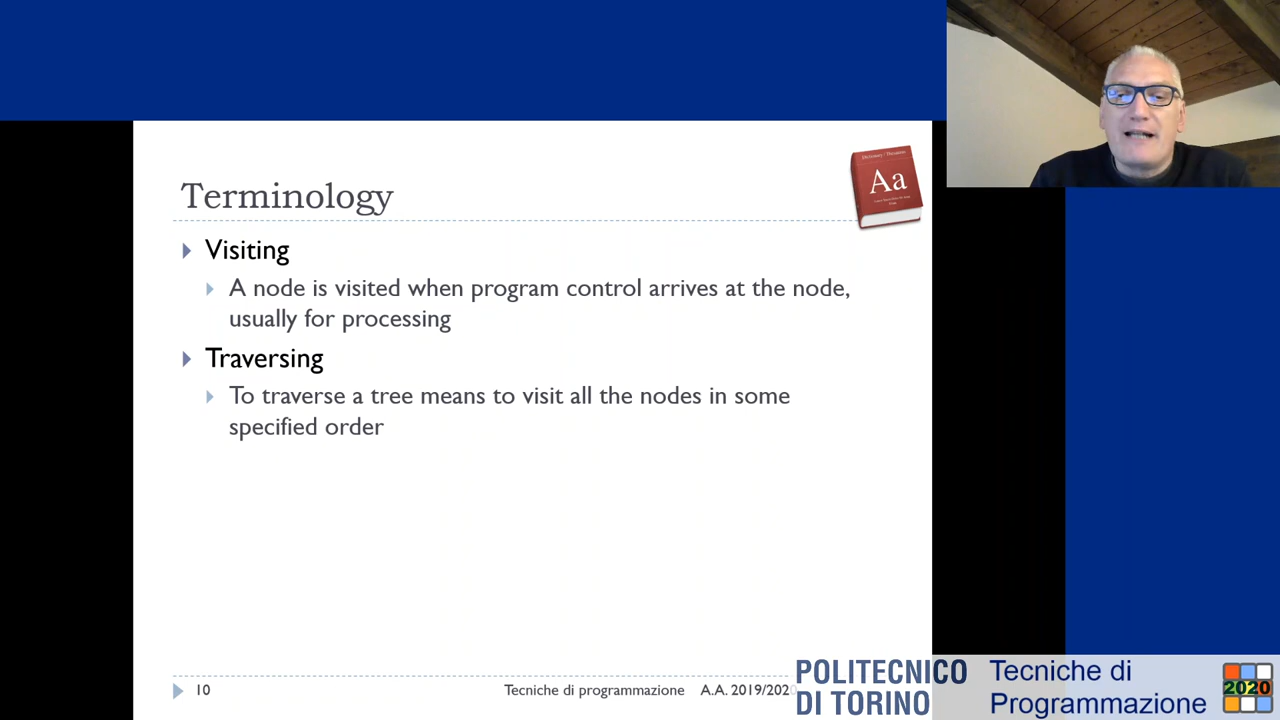 Terminology
Aa
Visiting
A node is visited when program control arrives at the node,
usually for processing
Traversing
To traverse a tree means to visit all the nodes in some
specified order
10
Tecniche di programmazione A.A. 2019/2020
POLITECNICO
DI TORINO
Tecniche di
Programmazione
2020